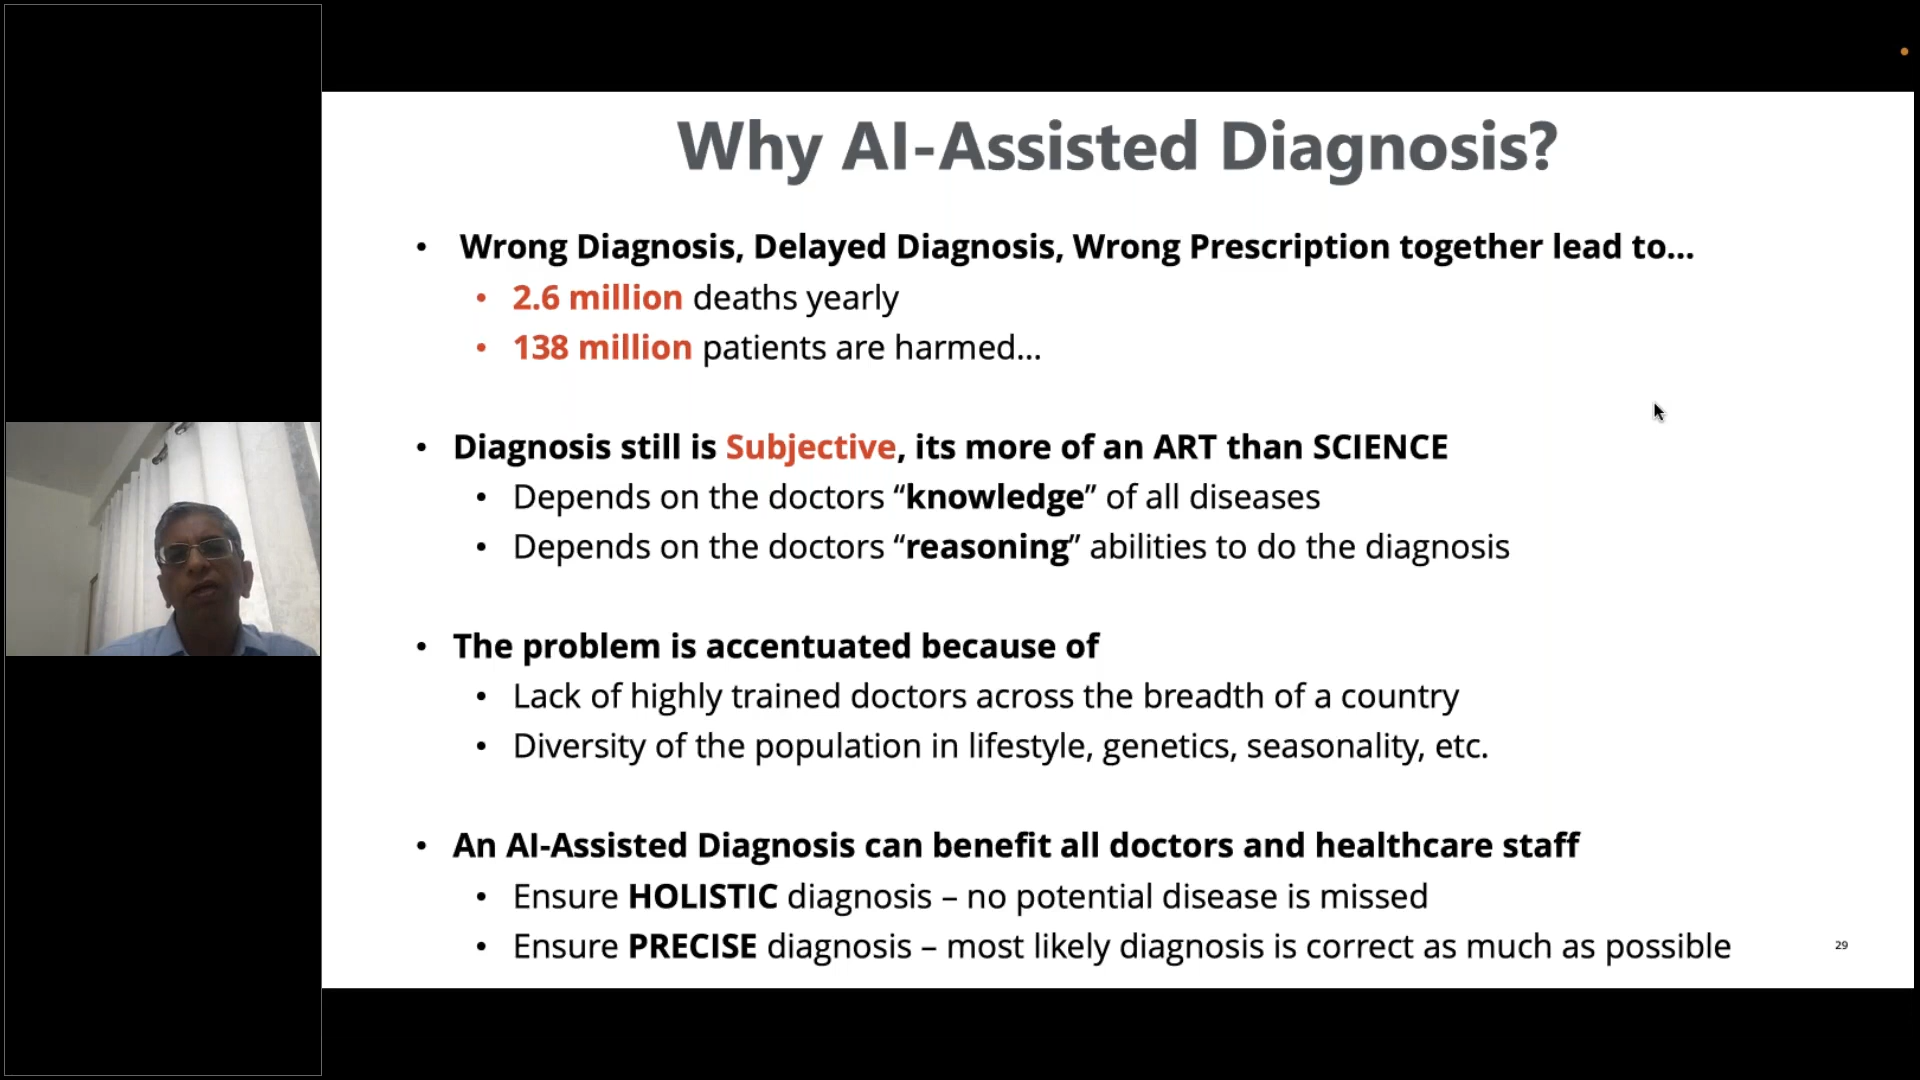 Why AI-Assisted Diagnosis?
• Wrong Diagnosis, Delayed Diagnosis, Wrong Prescription together lead to...
• 2.6 million deaths yearly
• 138 million patients are harmed...
• Diagnosis still is Subjective, its more of an ART than SCIENCE
• Depends on the doctors “knowledge” of all diseases
• Depends on the doctors “reasoning” abilities to do the diagnosis
• The problem is accentuated because of
• Lack of highly trained doctors across the breadth of a country
• Diversity of the population in lifestyle, genetics, seasonality, etc.
• An AI-Assisted Diagnosis can benefit all doctors and healthcare staff
• Ensure HOLISTIC diagnosis – no potential disease is missed
• Ensure PRECISE diagnosis – most likely diagnosis is correct as much as possible
29